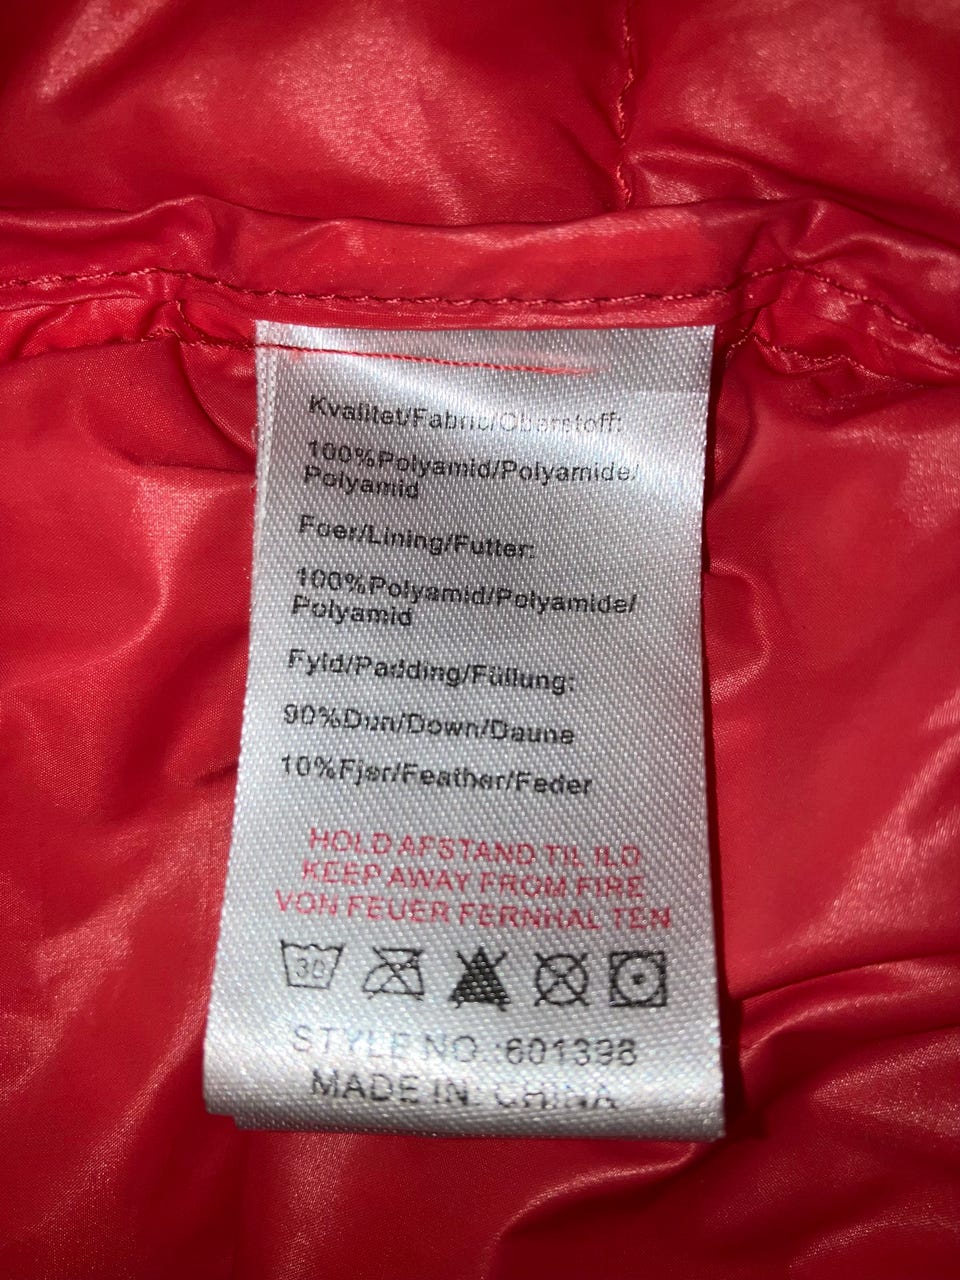 Kvalitet/Fabric/Oberstoff:
100%Polyamid/Polyamide/
Polyamid
Foer/Lining/Futter:
100%Polyamid/Polyamide/
Polyamid
Fyld/Padding/Füllung:
90%Dun/Down/Daune
10%Fjer/Feather/Feder
HOLD AFSTAND TIL ILD
KEEP AWAY FROM FIRE
VON FEUER FERNHALTEN
30
STYLE NO.:601398
MADE IN: CHINA